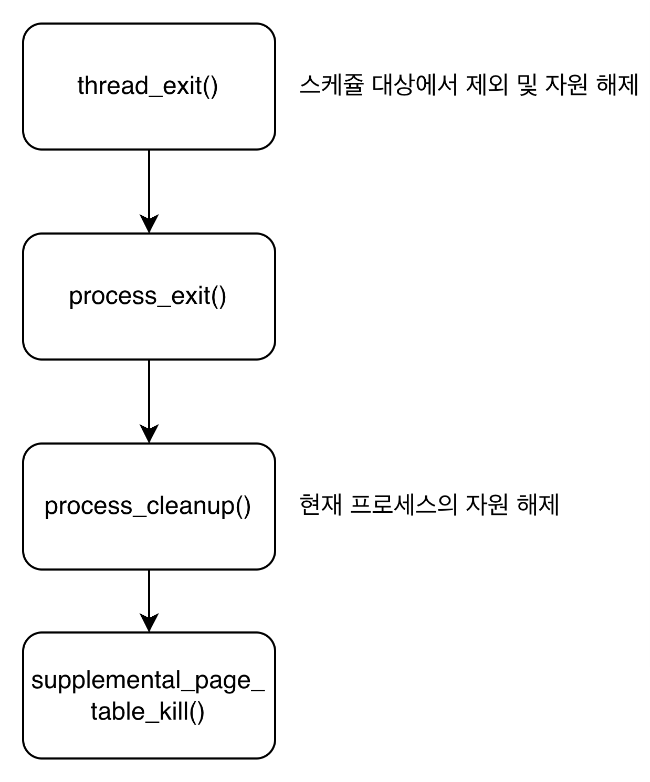 thread_exit()
스케쥴 대상에서 제외 및 자원 해제
process_exit()
process_cleanup()
현재 프로세스의 자원 해제
supplemental_page_
table_kill()